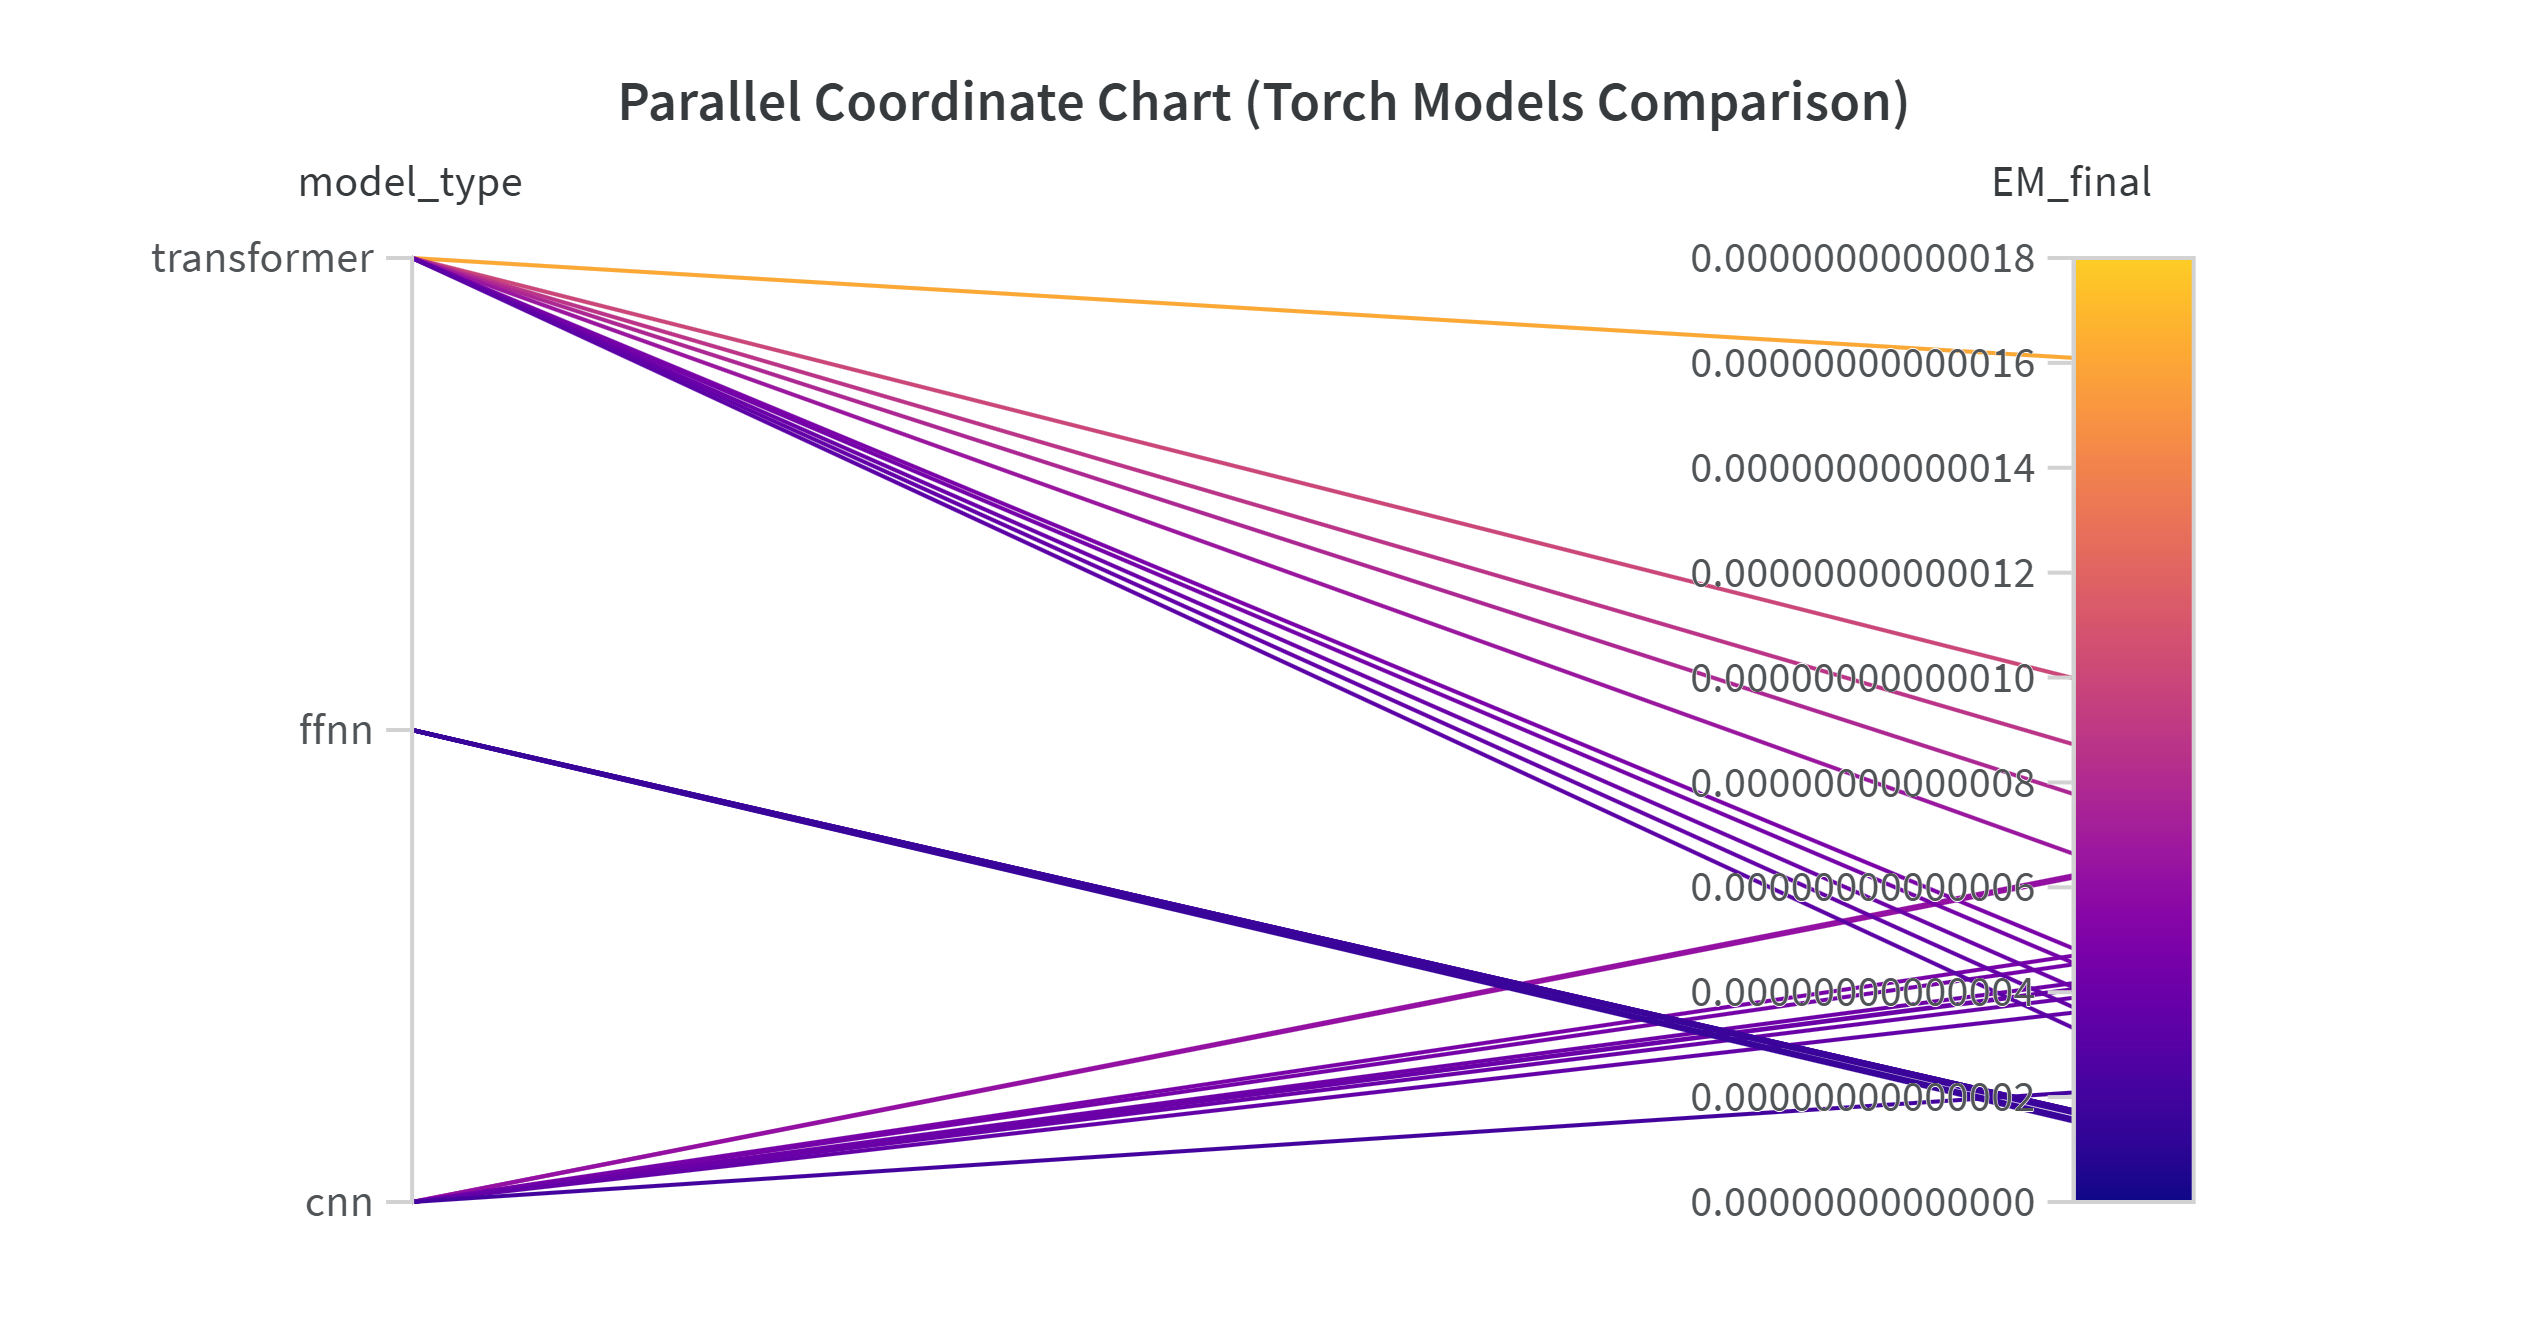 Parallel Coordinate Chart (Torch Models Comparison)
model_type
EM_final
transformer
ffnn
cnn
0.00000000000018
0.00000000000016
0.00000000000014
0.00000000000012
0.00000000000010
0.00000000000008
0.00000000000006
0.00000000000004
0.00000000000002
0.00000000000000